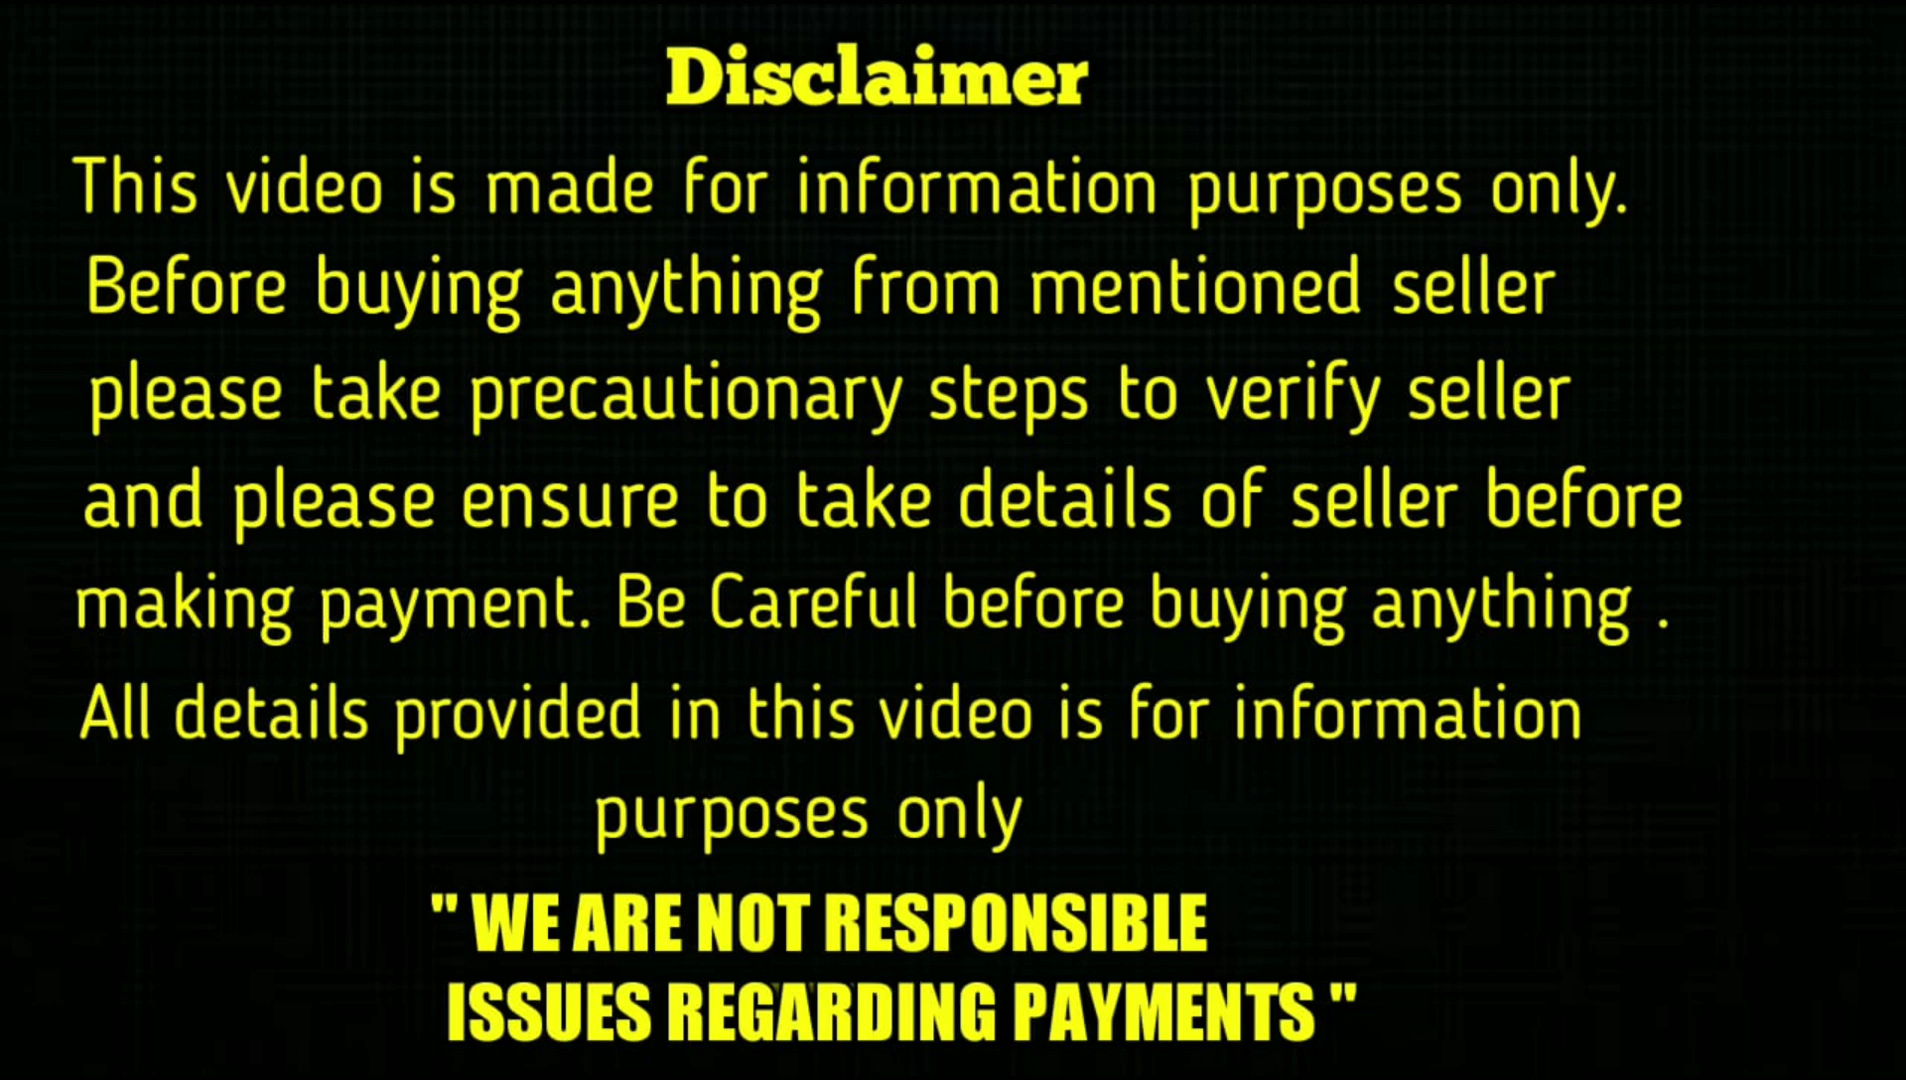 Disclaimer
This video is made for information purposes only.
Before buying anything from mentioned seller
please take precautionary steps to verify seller
and please ensure to take details of seller before
making payment. Be Careful before buying anything .
All details provided in this video is for information
purposes only
" WE ARE NOT RESPONSIBLE
ISSUES REGARDING PAYMENTS "